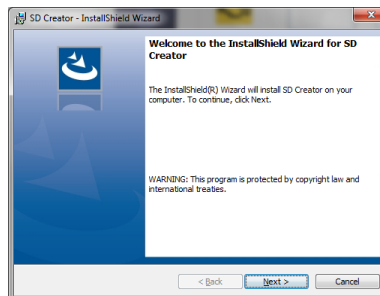 SD Creator - InstallShield Wizard
Welcome to the InstallShield Wizard for SD
Creator
The InstallShield(R) Wizard will install SD Creator on your
computer. To continue, click Next.
WARNING: This program is protected by copyright law and
international treaties.
< Back Next > Cancel